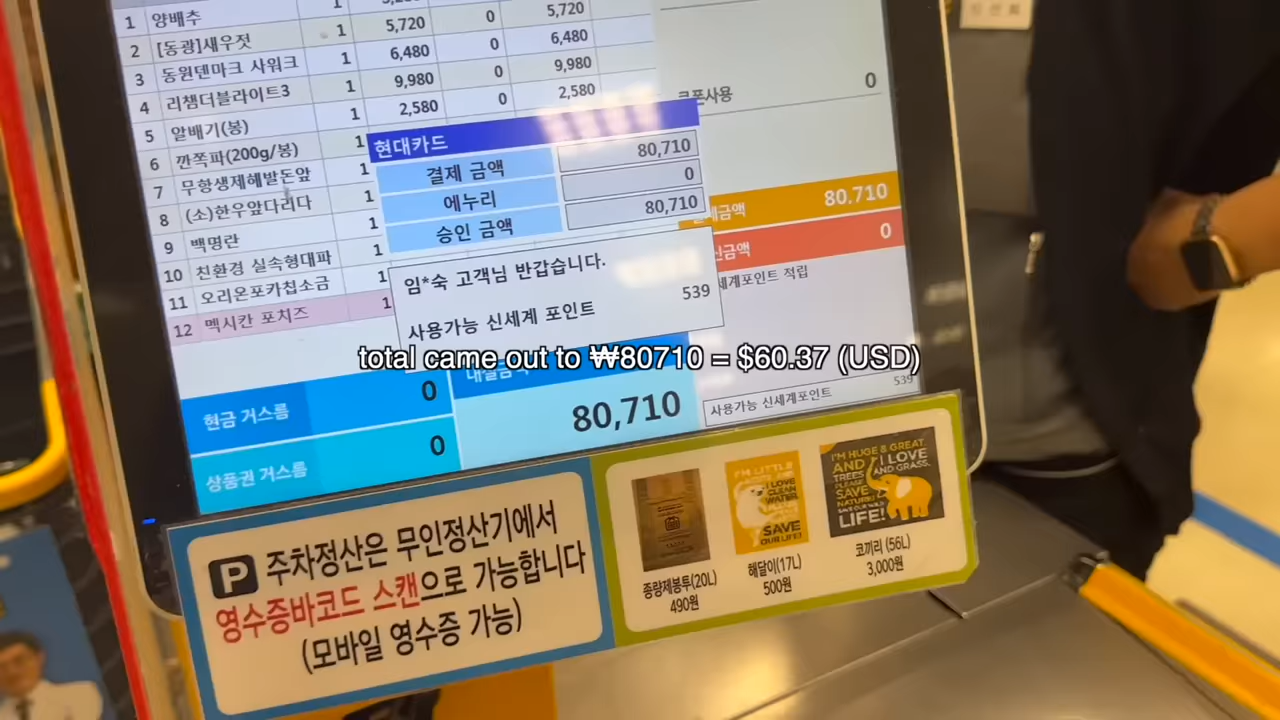 1 양배추 1
2 [동광]새우젓 1 5,720 0 5,720
3 동원덴마크 사워크 1 6,480 0 6,480
4 리챔더블라이트3 1 9,980 0 9,980
5 알배기(봉) 1 2,580 0 2,580
6 깐쪽파(200g/봉) 1
7 무항생제해발돈앞 1
8 (소)한우앞다리다 1
9 백명란 1
10 친환경 실속형대파 1
11 오리온포카칩소금 1
12 멕시칸 포치즈 1
쿠폰사용 0
현대카드
결제 금액 80,710
에누리 0
승인 금액 80,710
80.710
0
임*숙 고객님 반갑습니다.
사용가능 신세계 포인트 539
total came out to ₩80710 = $60.37 (USD)
현금 거스름 0
상품권 거스름 0
80,710
사용가능 신세계포인트 539
P 주차정산은 무인정산기에서
영수증바코드 스캔으로 가능합니다
(모바일 영수증 가능)
I'M LITTLE
I LOVE
CLEAN
WATER
SAVE
OUR LIFE!
I'M HUGE & GREAT.
AND I LOVE
TREES AND GRASS.
PLEASE
SAVE
NATURE
LIFE!
종량제봉투(20L)
490원
해달이(17L)
500원
코끼리 (56L)
3,000원